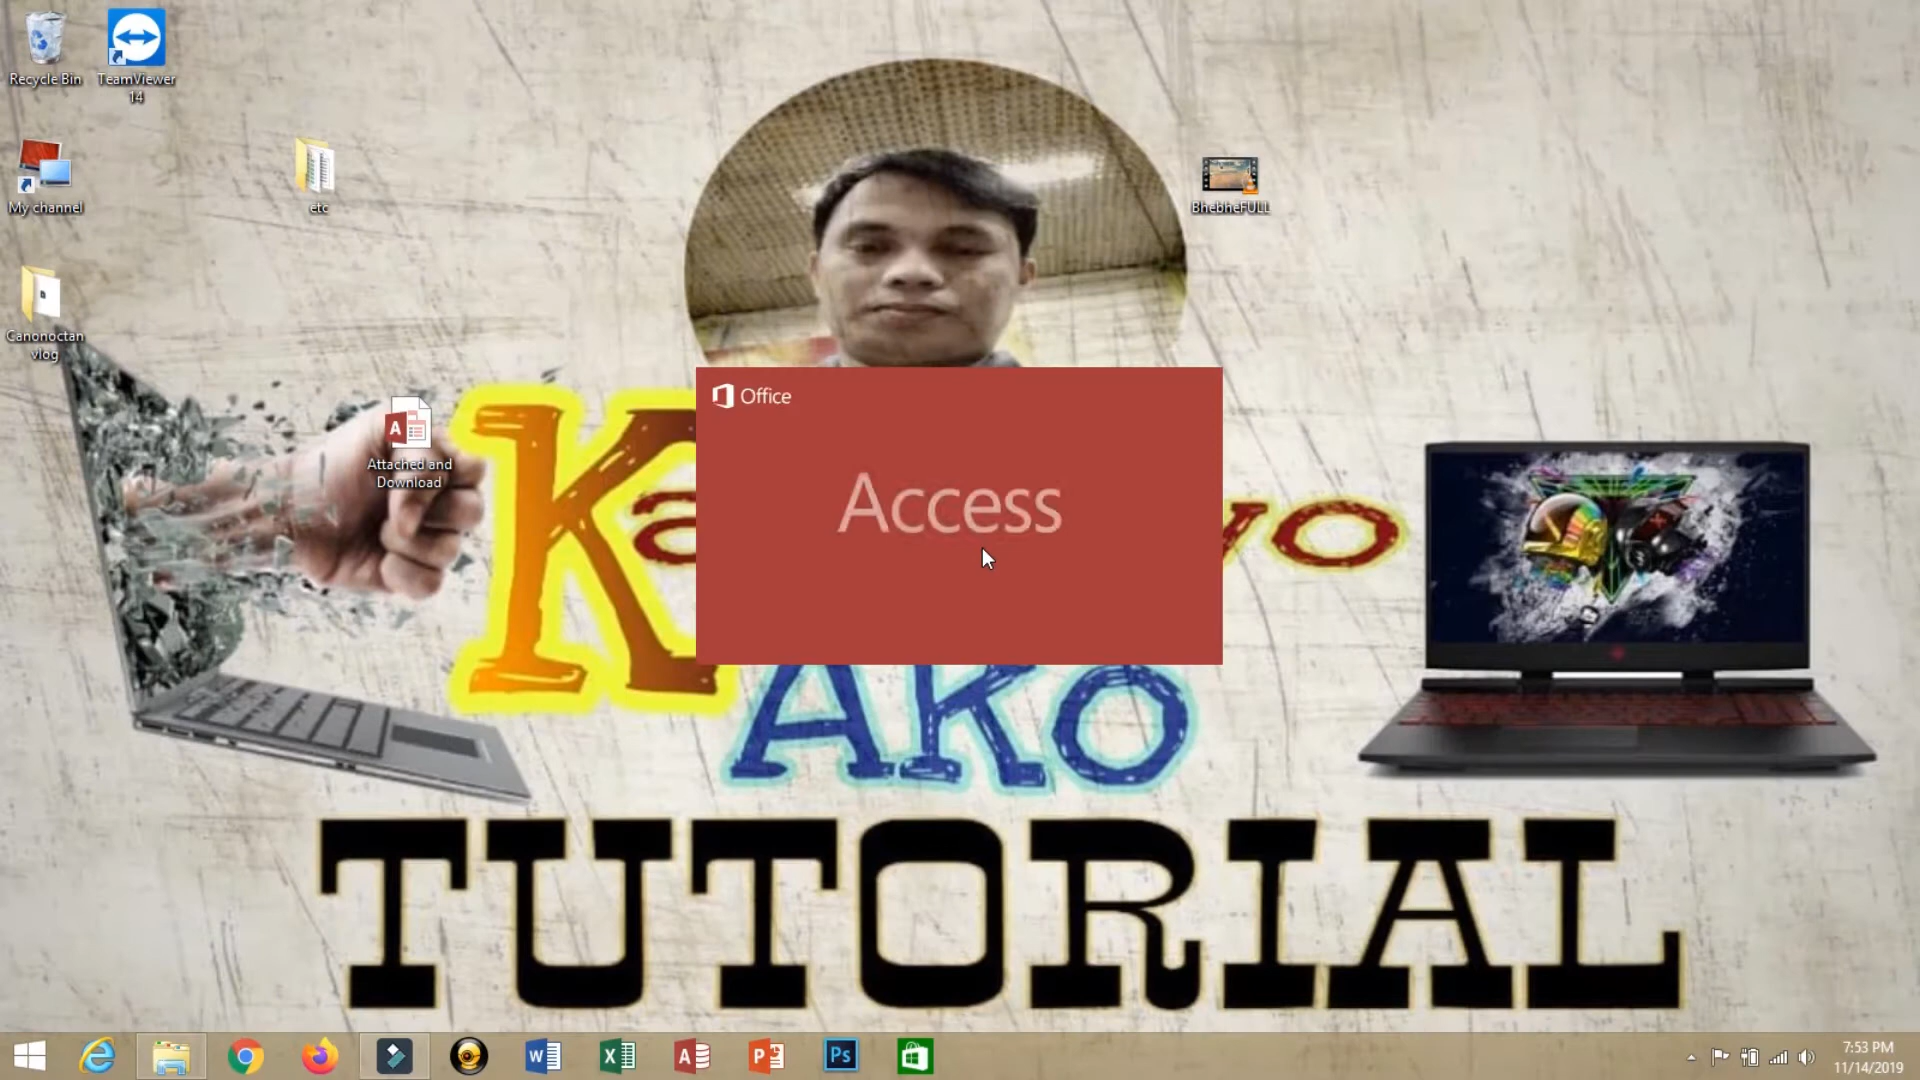 Recycle Bin
TeamViewer
14
My channel
etc
BhebheFULL
Canonoctan
vlog
Attached and
Download
Office
Access
AKO
TUTORIAL
Ps
7:53 PM
11/14/2019